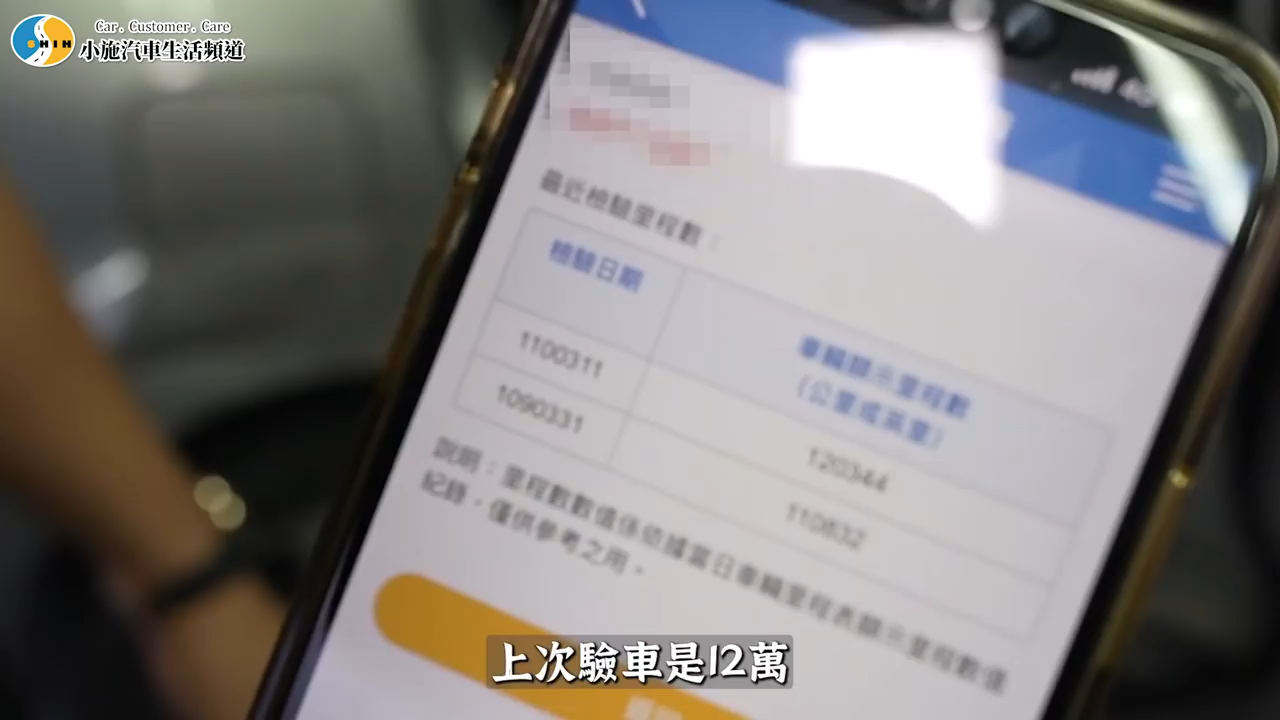 Car. Customer. Care
SHIH
小施汽車生活頻道
最近檢驗里程數：
檢驗日期
車輛顯示里程數
(公里或英里)
1100311
120344
1090331
110832
說明：里程數數值係依據當日車輛里程表顯示里程數值
紀錄，僅供參考之用。
上次驗車是12萬